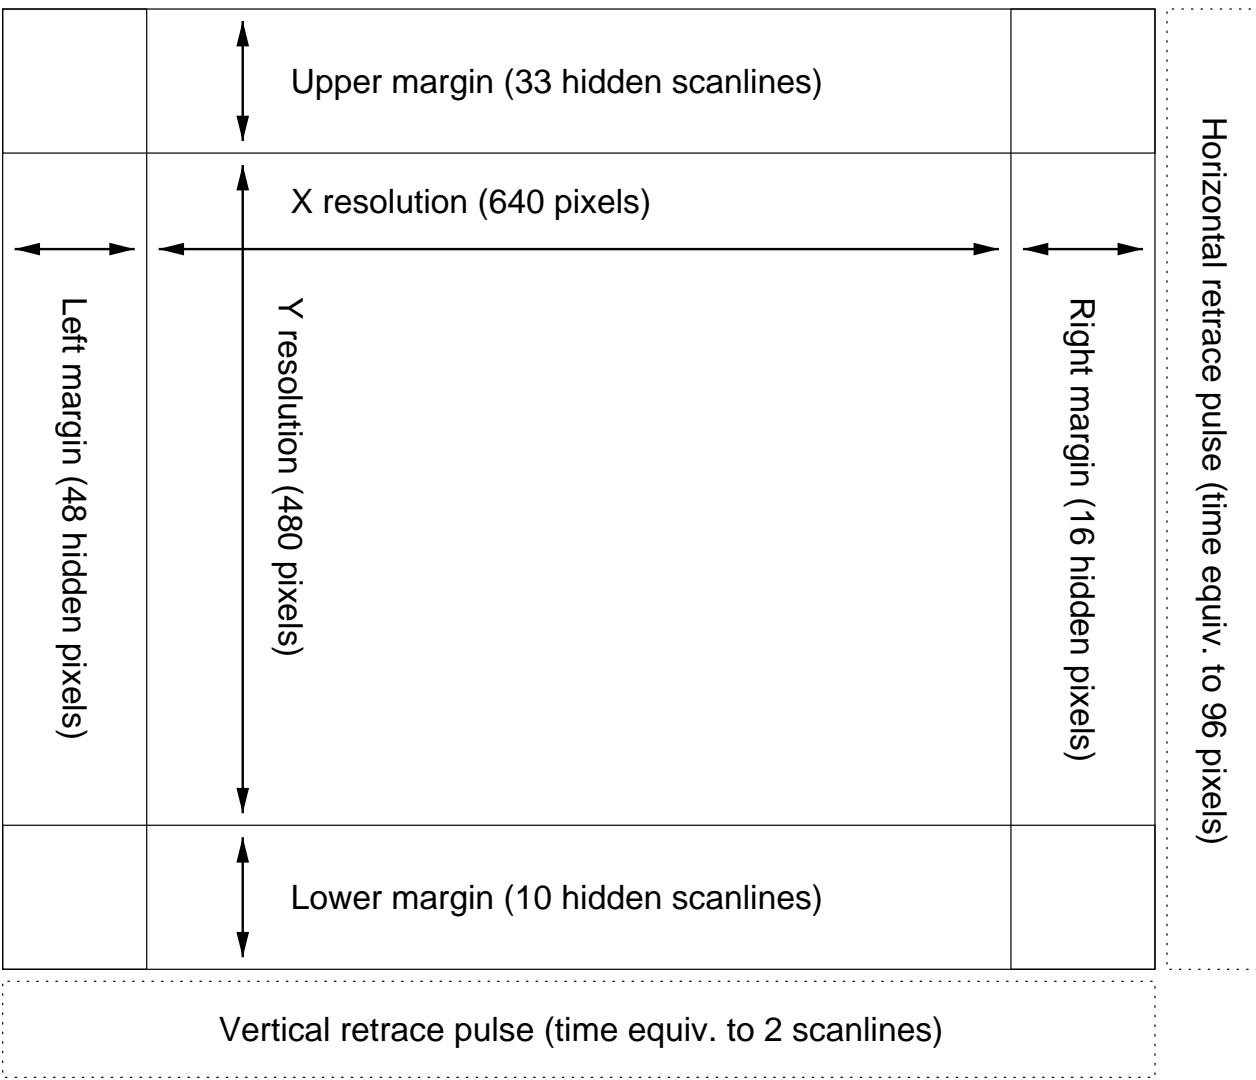 Upper margin (33 hidden scanlines)
X resolution (640 pixels)
Left margin (48 hidden pixels)
Y resolution (480 pixels)
Right margin (16 hidden pixels)
Horizontal retrace pulse (time equiv. to 96 pixels)
Lower margin (10 hidden scanlines)
Vertical retrace pulse (time equiv. to 2 scanlines)